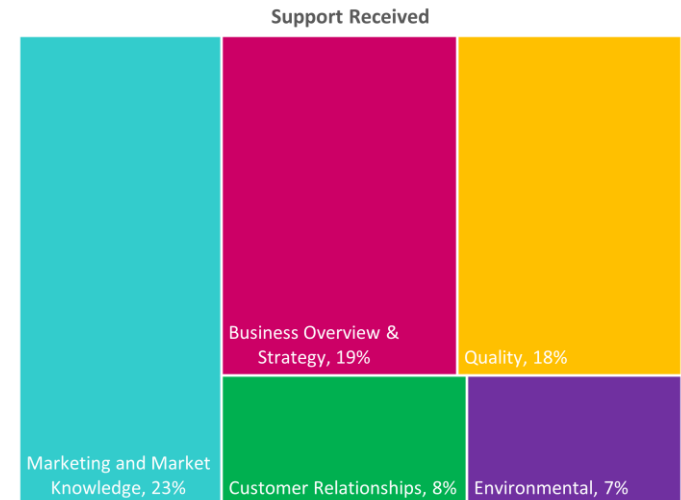 Support Received
Business Overview &
Strategy, 19%
Quality, 18%
Marketing and Market
Knowledge, 23%
Customer Relationships, 8%
Environmental, 7%